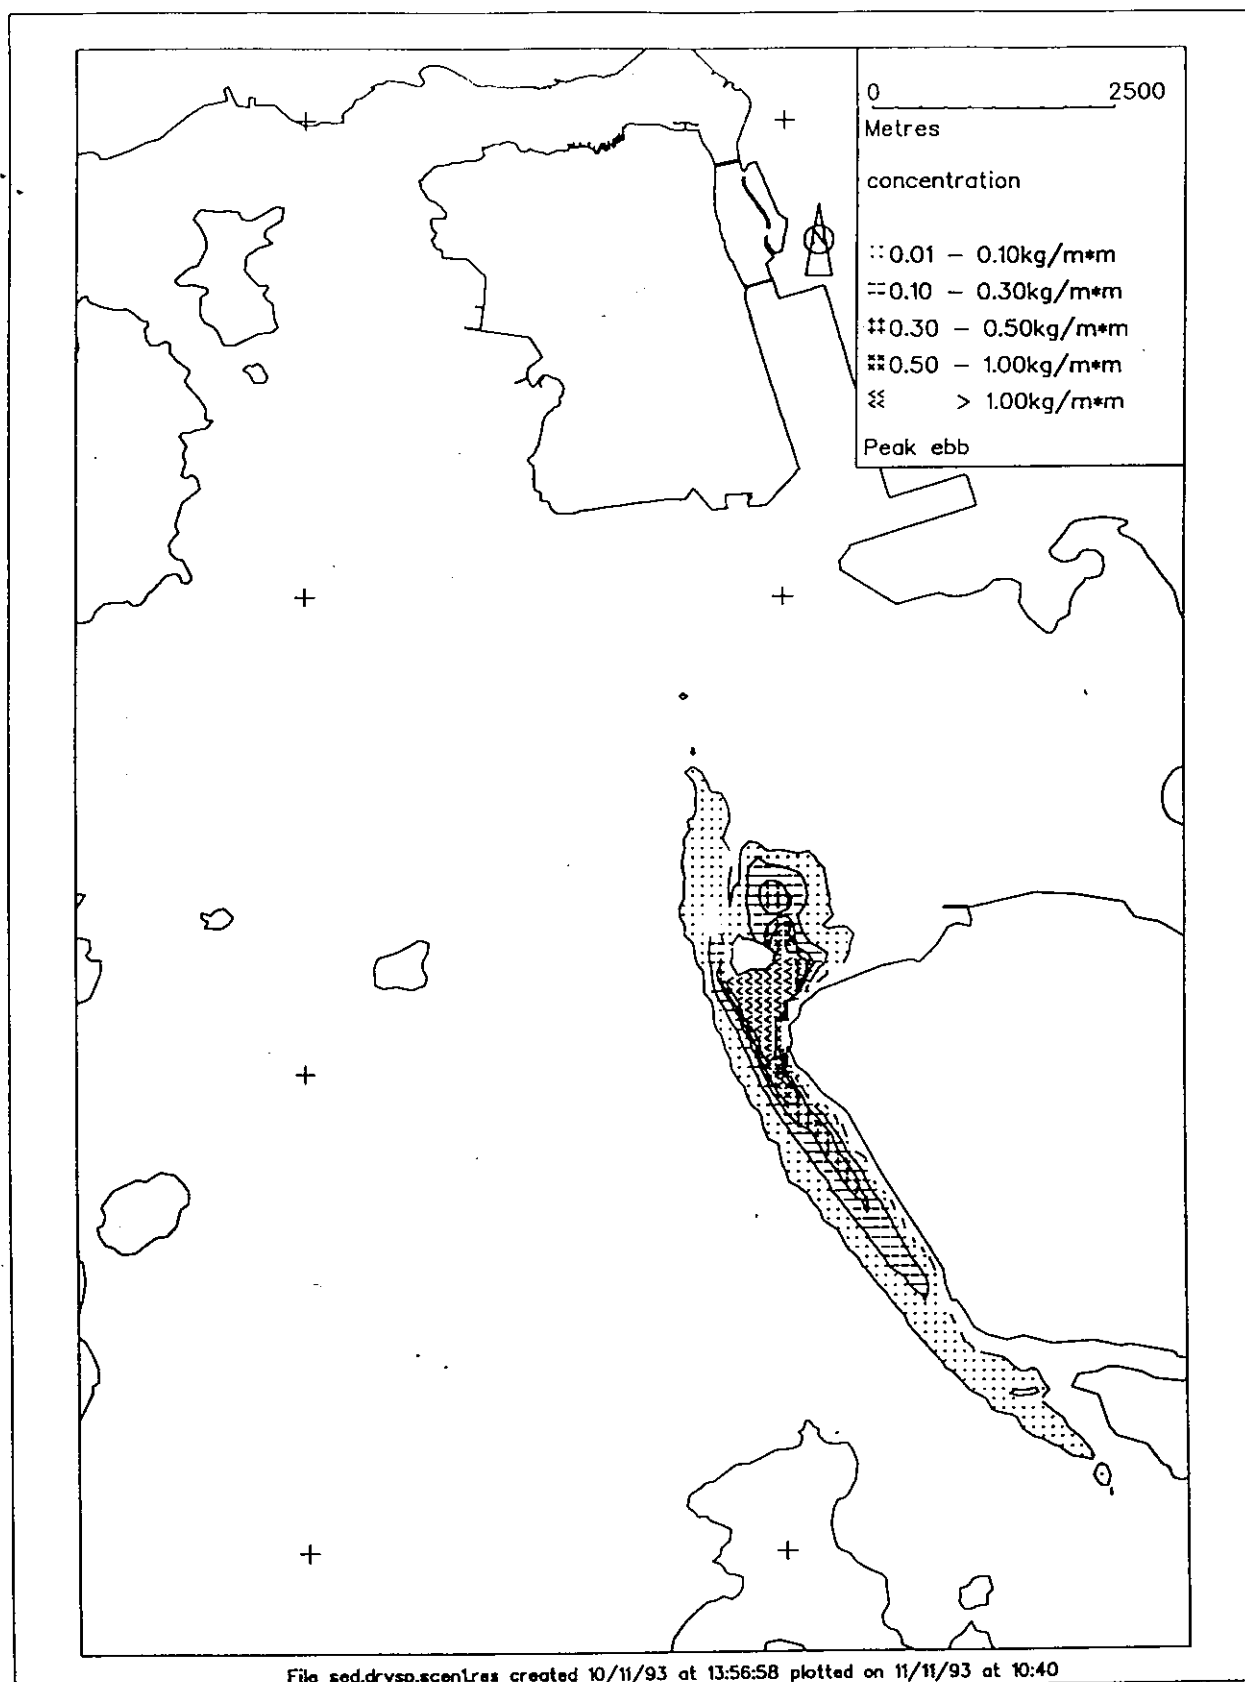 0 2500
Metres
concentration
N
0.01 - 0.10kg/m*m
0.10 - 0.30kg/m*m
0.30 - 0.50kg/m*m
0.50 - 1.00kg/m*m
> 1.00kg/m*m
Peak ebb
File sed.drysp.scen1.res created 10/11/93 at 13:56:58 plotted on 11/11/93 at 10:40